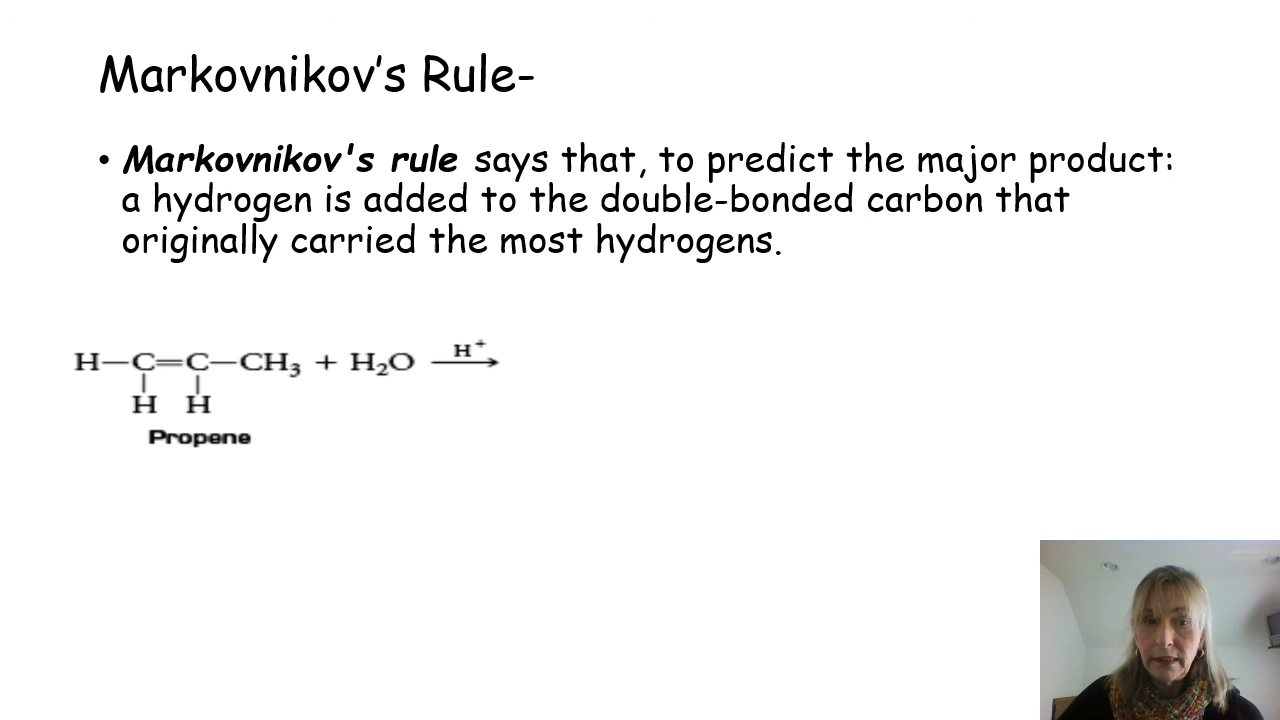 Markovnikov's Rule-
• Markovnikov's rule says that, to predict the major product:
a hydrogen is added to the double-bonded carbon that
originally carried the most hydrogens.
H—C=C—CH₃ + H₂O H⁺ →
H H
Propene